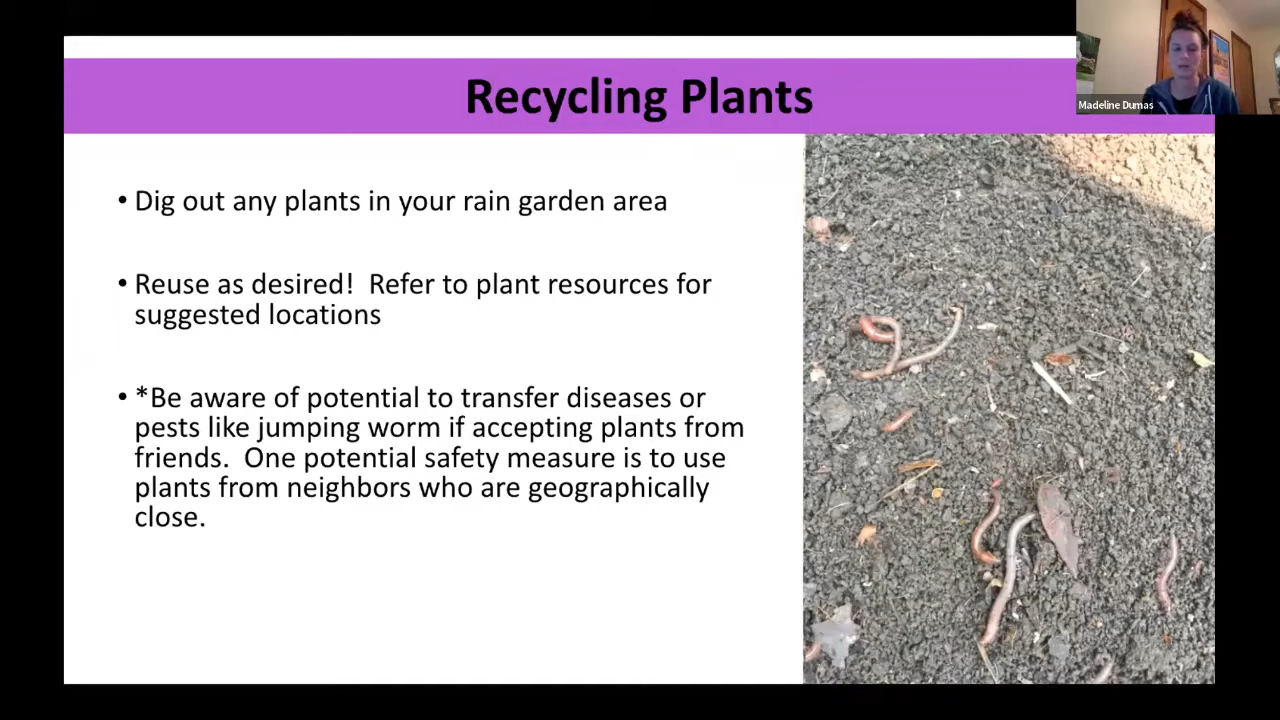 Recycling Plants
Madeline Dumas
• Dig out any plants in your rain garden area
• Reuse as desired!  Refer to plant resources for
suggested locations
• *Be aware of potential to transfer diseases or
pests like jumping worm if accepting plants from
friends.  One potential safety measure is to use
plants from neighbors who are geographically
close.